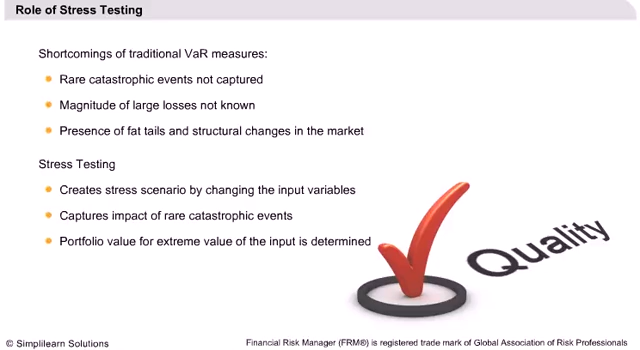 Role of Stress Testing
Shortcomings of traditional VaR measures:
Rare catastrophic events not captured
Magnitude of large losses not known
Presence of fat tails and structural changes in the market
Stress Testing
Creates stress scenario by changing the input variables
Captures impact of rare catastrophic events
Portfolio value for extreme value of the input is determined
Quality
© Simplilearn Solutions
Financial Risk Manager (FRM®) is registered trade mark of Global Association of Risk Professionals